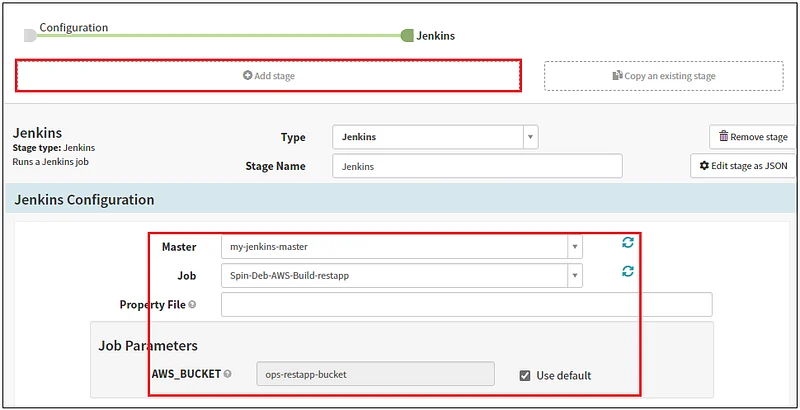 Configuration
Jenkins
Add stage
Copy an existing stage
Jenkins
Stage type: Jenkins
Runs a Jenkins job
Type
Jenkins
Remove stage
Stage Name
Jenkins
Edit stage as JSON
Jenkins Configuration
Master
my-jenkins-master
Job
Spin-Deb-AWS-Build-restapp
Property File
Job Parameters
AWS_BUCKET
ops-restapp-bucket
Use default